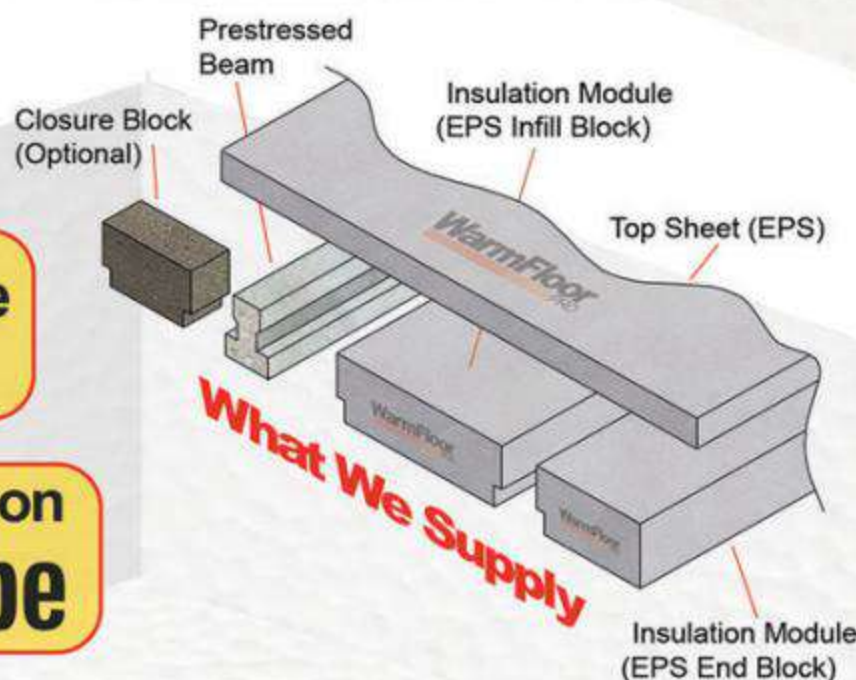 Prestressed
Beam
Closure Block
(Optional)
Insulation Module
(EPS Infill Block)
Top Sheet (EPS)
WarmFloor
PRO
WarmFloor
WarmFloor
What We Supply
Insulation Module
(EPS End Block)